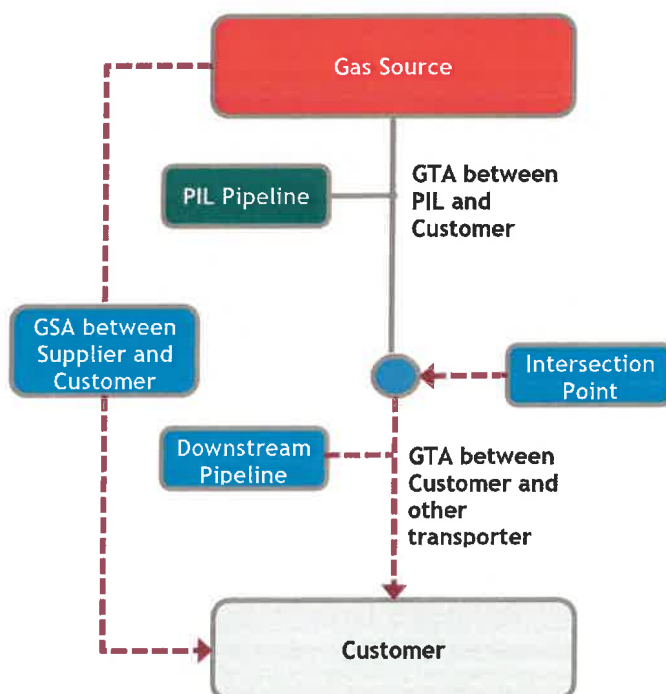 Gas Source
PIL Pipeline
GTA between
PIL and
Customer
GSA between
Supplier and
Customer
Intersection
Point
Downstream
Pipeline
GTA between
Customer and
other
transporter
Customer